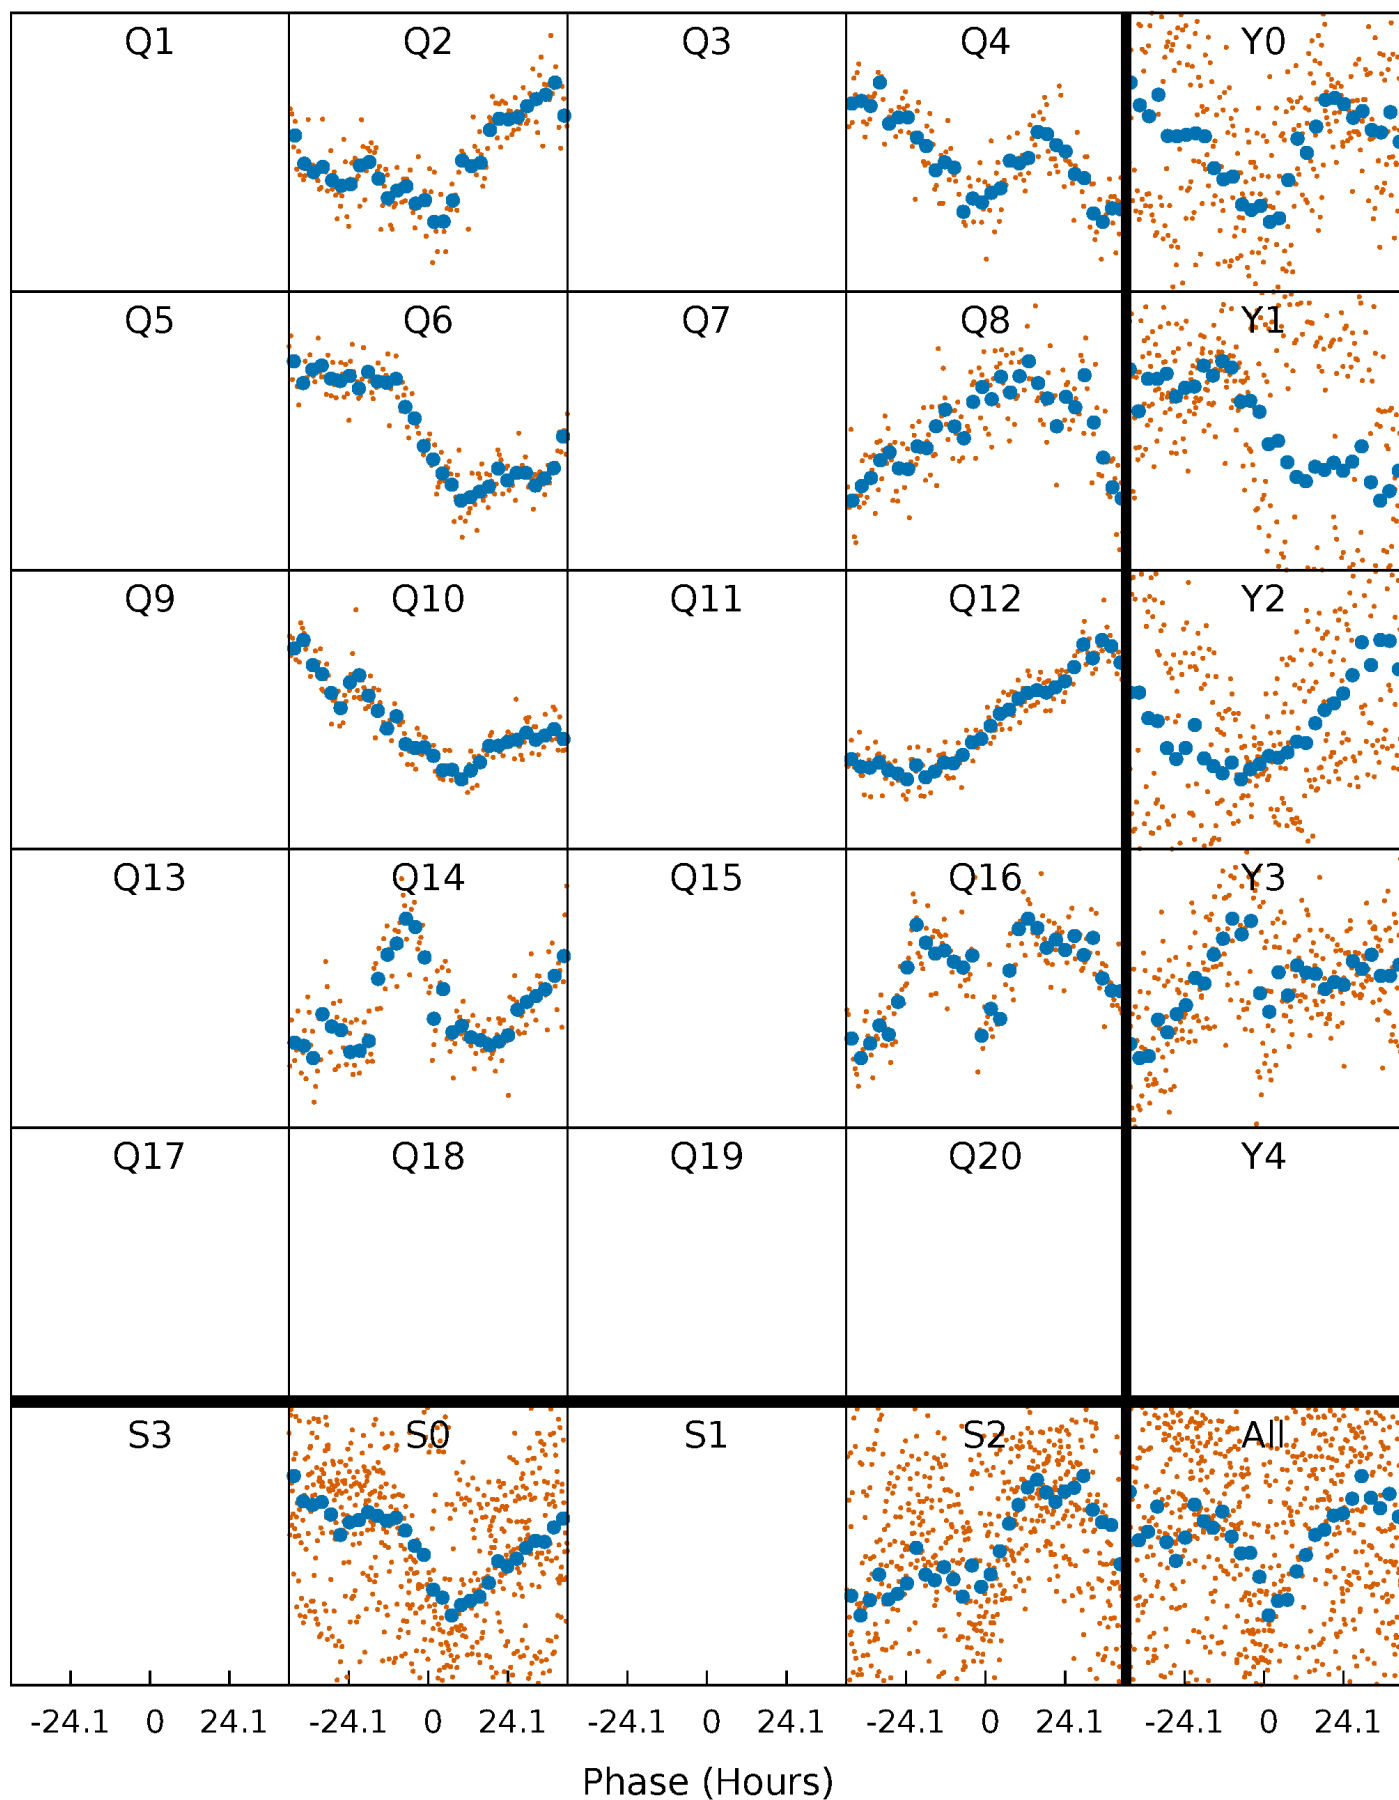 Q1 Q2 Q3 Q4 Y0
Q5 Q6 Q7 Q8 Y1
Q9 Q10 Q11 Q12 Y2
Q13 Q14 Q15 Q16 Y3
Q17 Q18 Q19 Q20 Y4
S3 S0 S1 S2 All
-24.1 0 24.1 -24.1 0 24.1 -24.1 0 24.1 -24.1 0 24.1 -24.1 0 24.1
Phase (Hours)